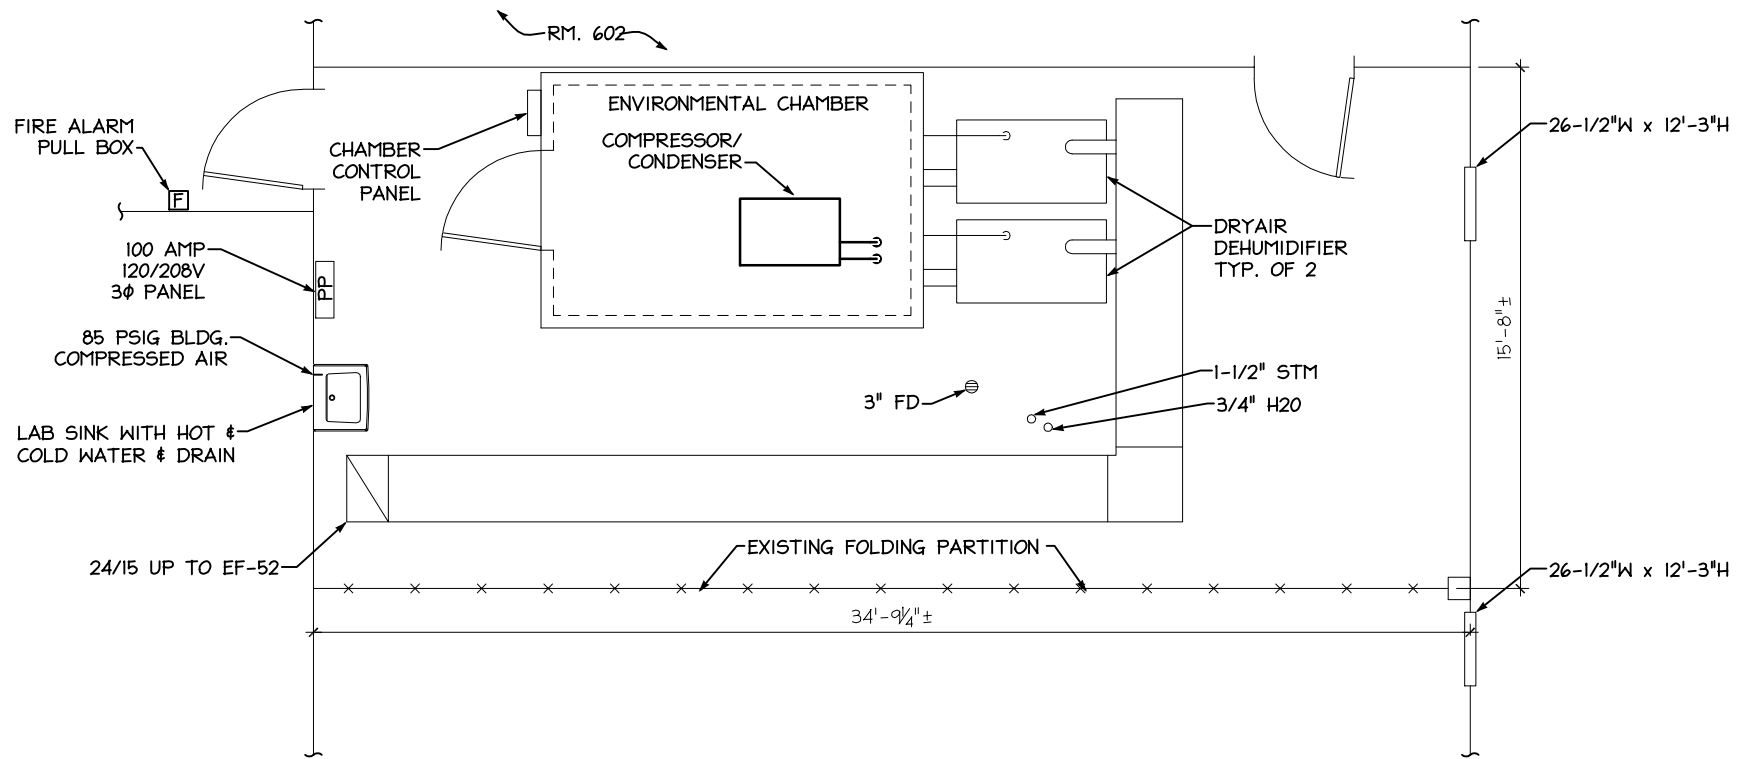 RM. 602
FIRE ALARM
PULL BOX
F
ENVIRONMENTAL CHAMBER
COMPRESSOR/
CONDENSER
CHAMBER
CONTROL
PANEL
26-1/2"W x 12'-3"H
100 AMP
120/208V
3Φ PANEL
PP
DRYAIR
DEHUMIDIFIER
TYP. OF 2
15'-8"±
85 PSIG BLDG.
COMPRESSED AIR
3" FD
1-1/2" STM
3/4" H20
LAB SINK WITH HOT &
COLD WATER & DRAIN
24/15 UP TO EF-52
EXISTING FOLDING PARTITION
26-1/2"W x 12'-3"H
34'-9¼"±